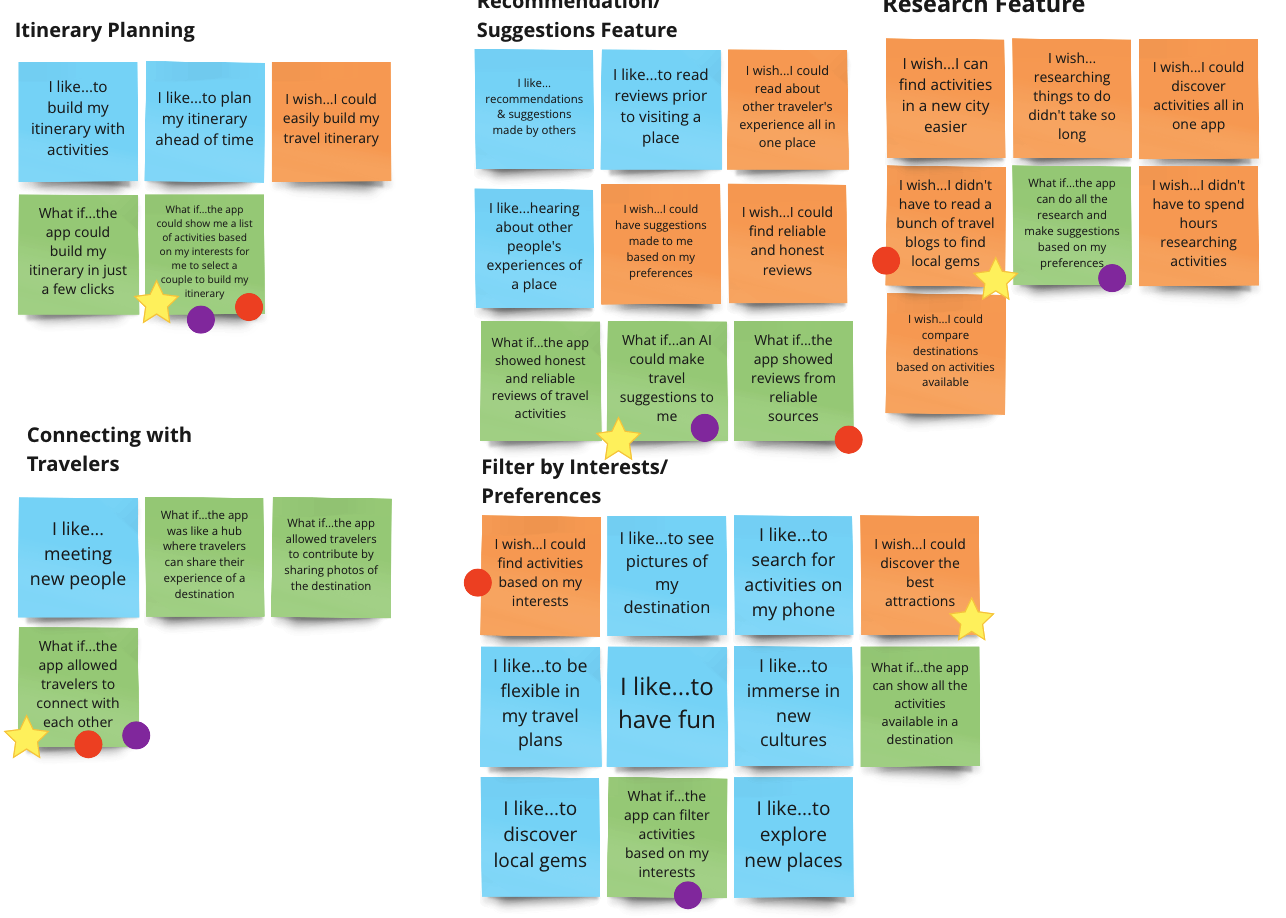 Itinerary Planning
I like...to
build my
itinerary with
activities
I like...to plan
my itinerary
ahead of time
I wish...I could
easily build my
travel itinerary
What if...the
app could
build my
itinerary in just
a few clicks
What if...the app
could show me a list
of activities based
on my interests for
me to select a
couple to build my
itinerary
Recommendation/
Suggestions Feature
I like...
recommendations
& suggestions
made by others
I like...to read
reviews prior
to visiting a
place
I wish...I could
read about
other traveler's
experience all in
one place
I like...hearing
about other
people's
experiences of
a place
I wish...I could
have suggestions
made to me
based on my
preferences
I wish...I could
find reliable
and honest
reviews
What if...the app
showed honest
and reliable
reviews of travel
activities
What if...an AI
could make
travel
suggestions to
me
What if...the
app showed
reviews from
reliable
sources
Research Feature
I wish...I can
find activities
in a new city
easier
I wish...
researching
things to do
didn't take so
long
I wish...I could
discover
activities all in
one app
I wish...I didn't
have to read a
bunch of travel
blogs to find
local gems
What if...the app
can do all the
research and
make suggestions
based on my
preferences
I wish...I didn't
have to spend
hours
researching
activities
I wish...I could
compare
destinations
based on activities
available
Connecting with
Travelers
I like...
meeting
new people
What if...the app
was like a hub
where travelers
can share their
experience of a
destination
What if...the app
allowed travelers
to contribute by
sharing photos of
the destination
What if...the
app allowed
travelers to
connect with
each other
Filter by Interests/
Preferences
I wish...I could
find activities
based on my
interests
I like...to see
pictures of
my
destination
I like...to
search for
activities on
my phone
I wish...I could
discover the
best
attractions
I like...to be
flexible in
my travel
plans
I like...to
have fun
I like...to
immerse in
new
cultures
What if...the app
can show all the
activities
available in a
destination
I like...to
discover
local gems
What if...the
app can filter
activities
based on my
interests
I like...to
explore
new places